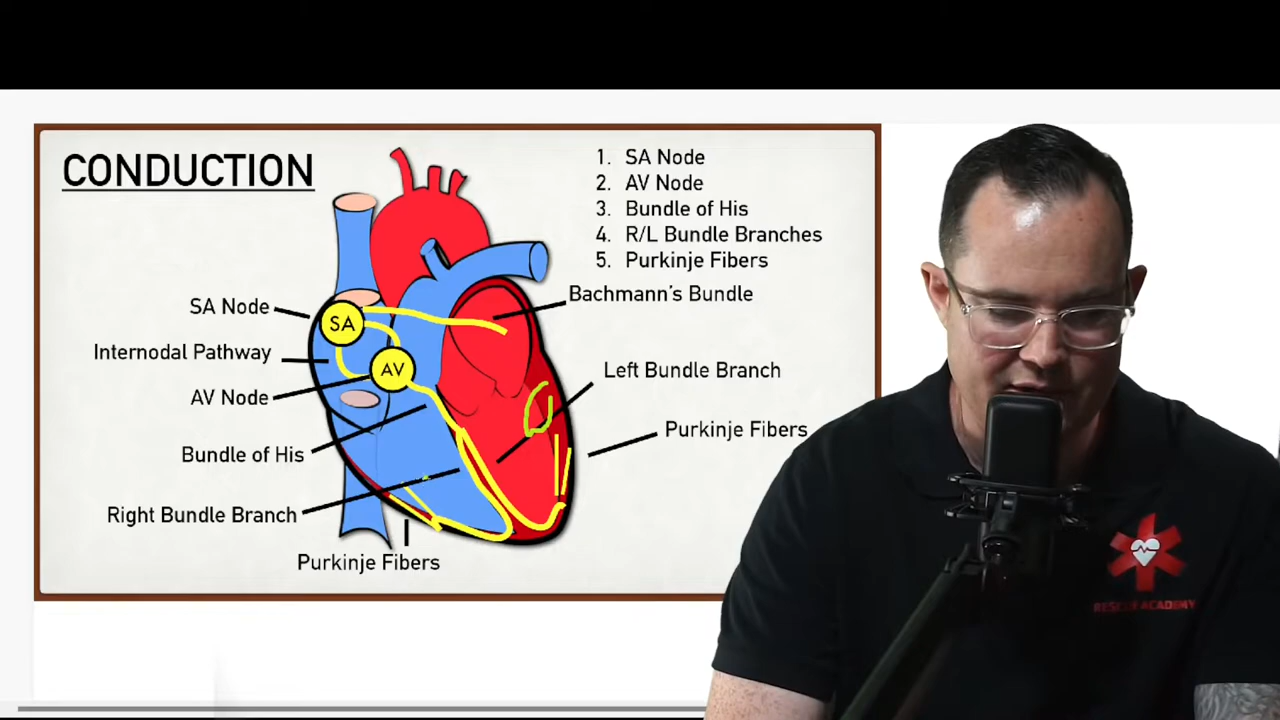 CONDUCTION
1. SA Node
2. AV Node
3. Bundle of His
4. R/L Bundle Branches
5. Purkinje Fibers
Bachmann's Bundle
SA Node
SA
Internodal Pathway
AV
AV Node
Left Bundle Branch
Purkinje Fibers
Bundle of His
Right Bundle Branch
Purkinje Fibers
RESCUE ACADEMY